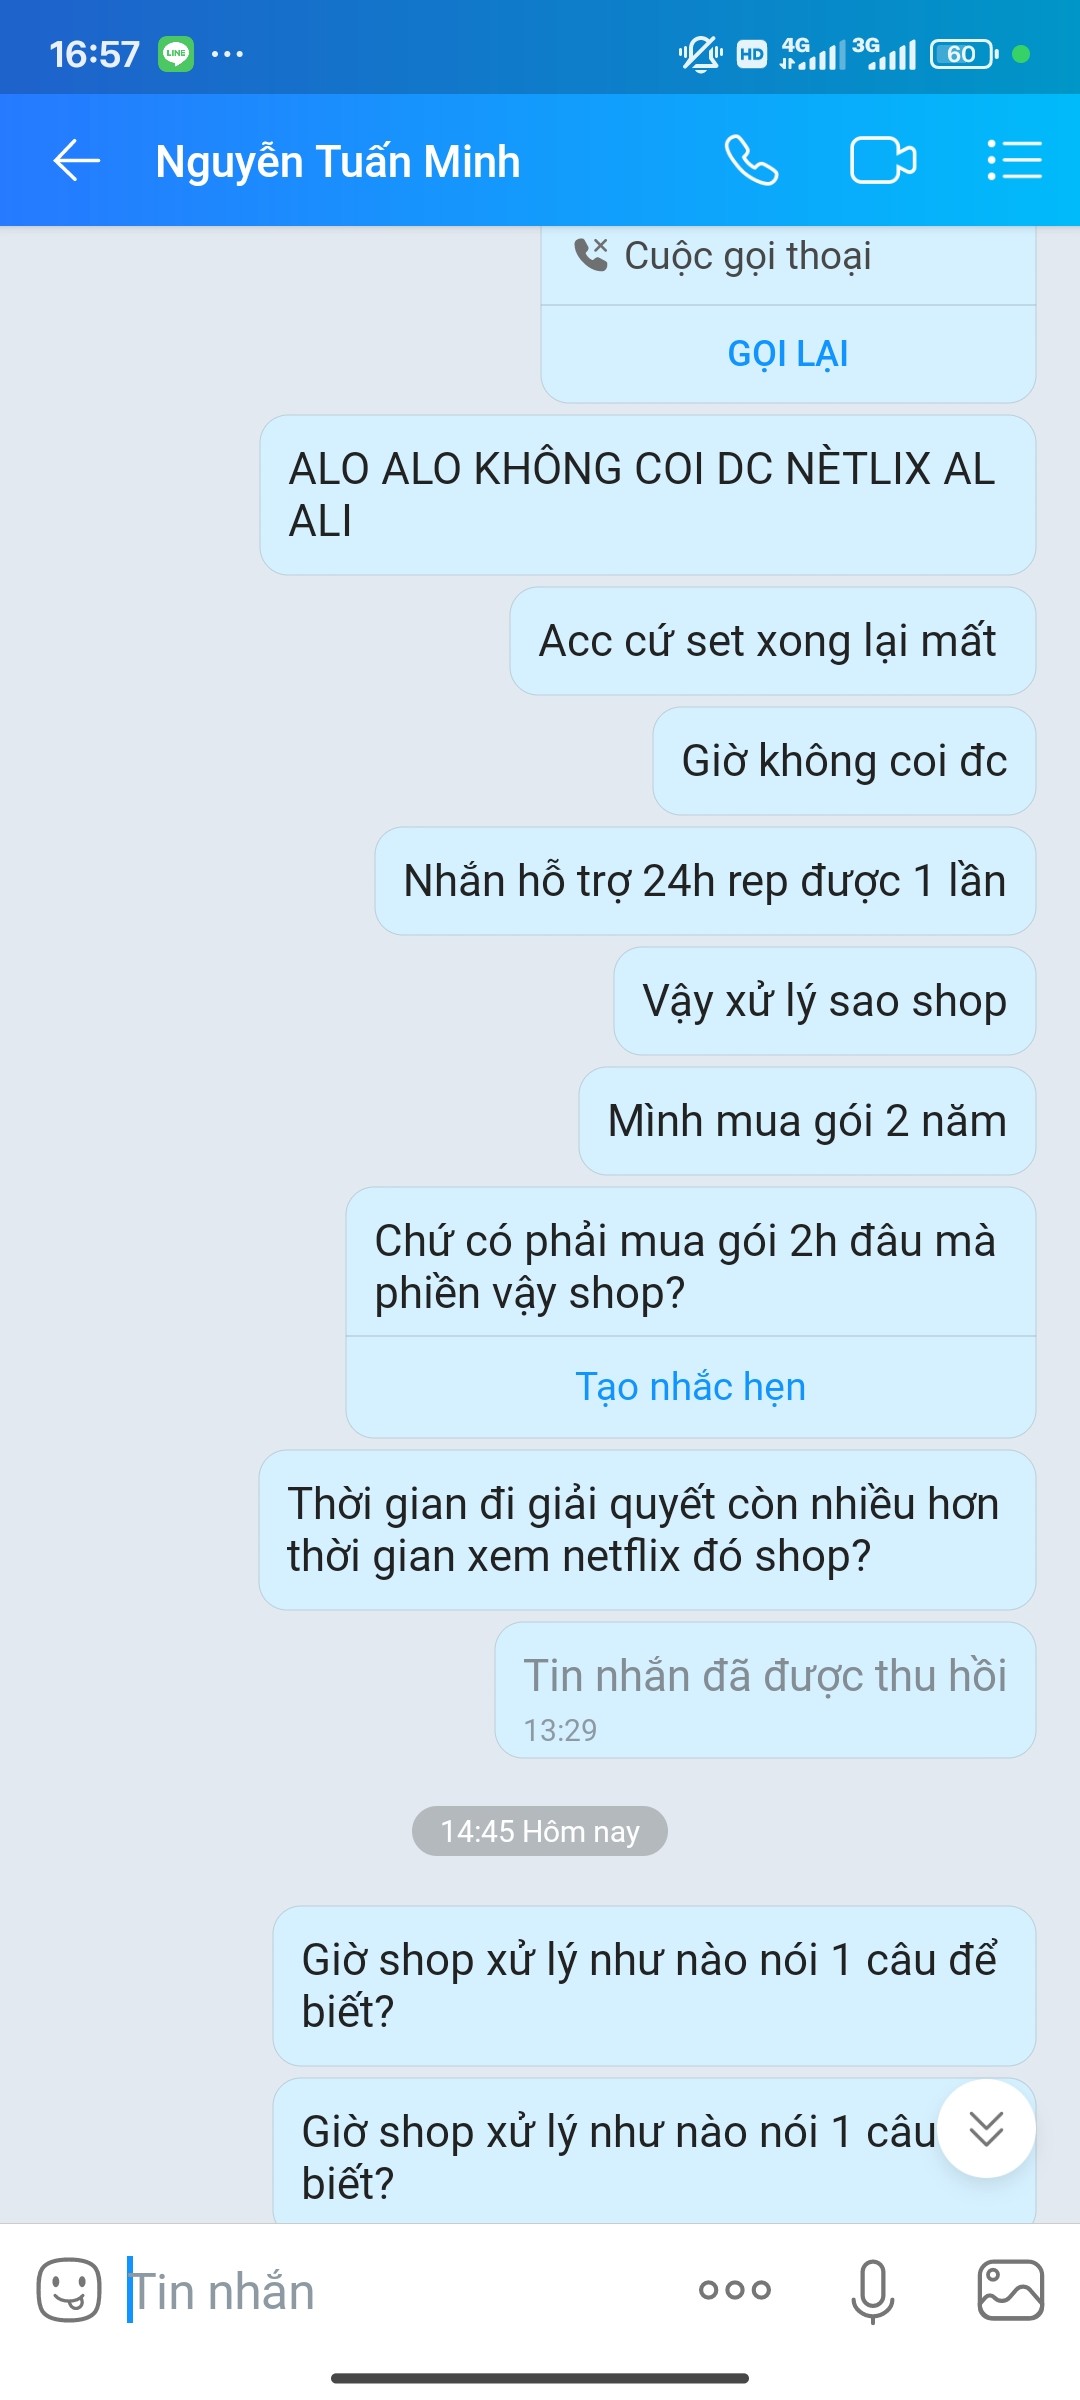 16:57 LINE ... HD 4G 3G 60
Nguyễn Tuấn Minh
Cuộc gọi thoại
GỌI LẠI
ALO ALO KHÔNG COI DC NÈTLIX AL
ALI
Acc cứ set xong lại mất
Giờ không coi đc
Nhắn hỗ trợ 24h rep được 1 lần
Vậy xử lý sao shop
Mình mua gói 2 năm
Chứ có phải mua gói 2h đâu mà
phiền vậy shop?
Tạo nhắc hẹn
Thời gian đi giải quyết còn nhiều hơn
thời gian xem netflix đó shop?
Tin nhắn đã được thu hồi
13:29
14:45 Hôm nay
Giờ shop xử lý như nào nói 1 câu để
biết?
Giờ shop xử lý như nào nói 1 câu
biết?
Tin nhắn